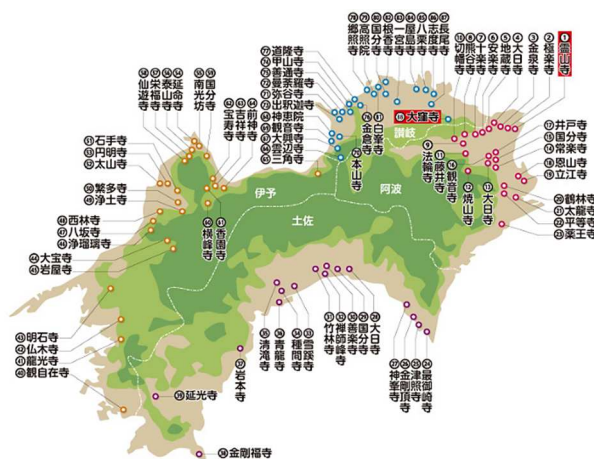 ㊆⑧郷照寺
㊆⑨高照院
80国分寺
82根香寺
83一宮寺
84屋島寺
85八栗寺
86志度寺
87長尾寺
⑩切幡寺
⑧熊谷寺
⑦十楽寺
⑥安楽寺
⑤地蔵寺
④大日寺
③金泉寺
②極楽寺
①霊山寺
77道隆寺
74甲山寺
75善通寺
72曼荼羅寺
71弥谷寺
73出釈迦寺
68神恵院
69観音寺
67大興寺
66雲辺寺
65三角寺
58仙遊寺
57栄福寺
56泰山寺
54延命寺
55南光坊
59国分寺
62宝寿寺
63吉祥寺
64前神寺
76金倉寺
81白峯寺
88大窪寺
讃岐
70本山寺
⑨法輪寺
⑪藤井寺
⑯観音寺
⑫焼山寺
⑬大日寺
⑰井戸寺
⑮国分寺
⑭常楽寺
⑱恩山寺
⑲立江寺
⑳鶴林寺
㉑太龍寺
㉒平等寺
㉓薬王寺
伊予
阿波
土佐
51石手寺
53円明寺
52太山寺
㊿繁多寺
㊾浄土寺
㊽西林寺
㊼八坂寺
㊻浄瑠璃寺
㊹大宝寺
㊺岩屋寺
60横峰寺
61香園寺
㊸明石寺
㊷仏木寺
㊶龍光寺
㊵観自在寺
㊴延光寺
㊳金剛福寺
㊲岩本寺
㉟清滝寺
㊱青龍寺
㉞種間寺
㉝雪蹊寺
㉛竹林寺
㉜禅師峰寺
㉚善楽寺
㉙国分寺
㉘大日寺
㉗神峯寺
㉖金剛頂寺
㉕津照寺
㉔最御崎寺